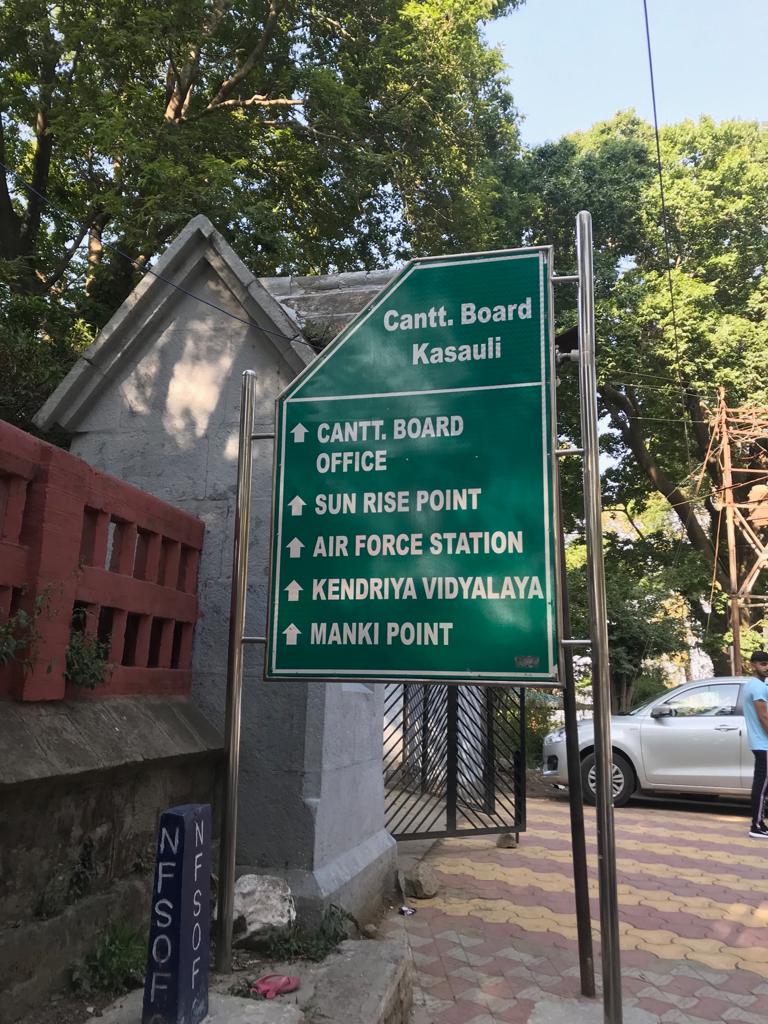 Cantt. Board
Kasauli
CANTT. BOARD
OFFICE
SUN RISE POINT
AIR FORCE STATION
KENDRIYA VIDYALAYA
MANKI POINT
NFSOF
NFSOF